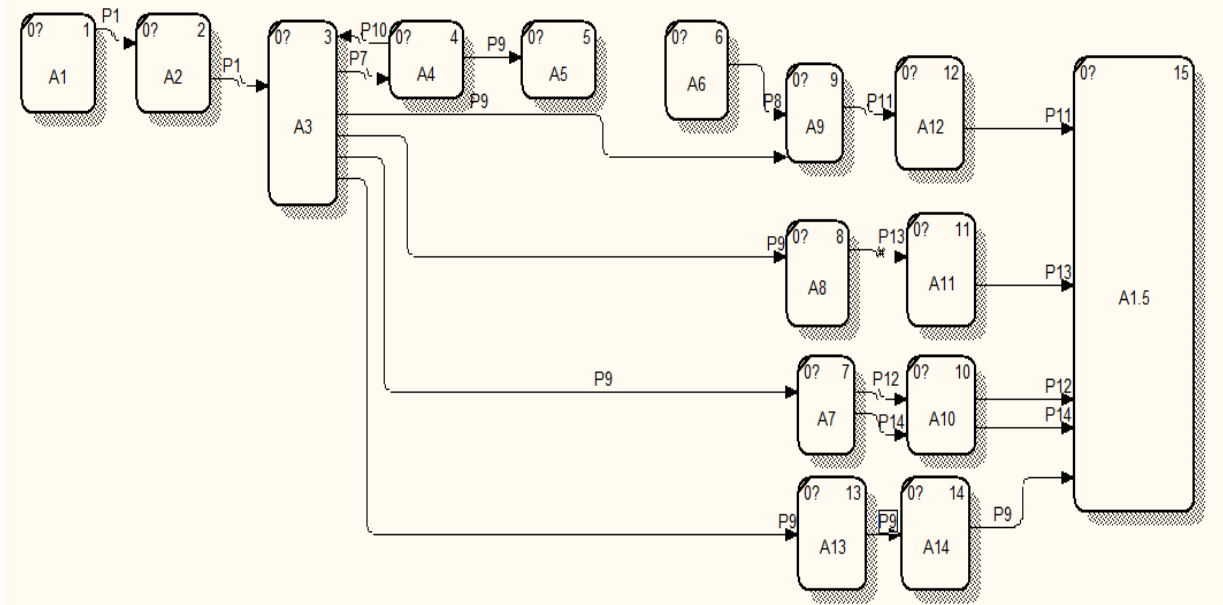 0? 1
A1
P1
0? 2
A2
P1
0? 3
A3
P10
P7
0? 4
A4
P9
0? 5
A5
0? 6
A6
P8
P9
0? 9
A9
P11
0? 12
A12
P11
0? 15
A1.5
P9
0? 8
A8
P13
0? 11
A11
P13
P9
0? 7
A7
P12
P14
0? 10
A10
P12
P14
P9
0? 13
A13
P9
0? 14
A14
P9